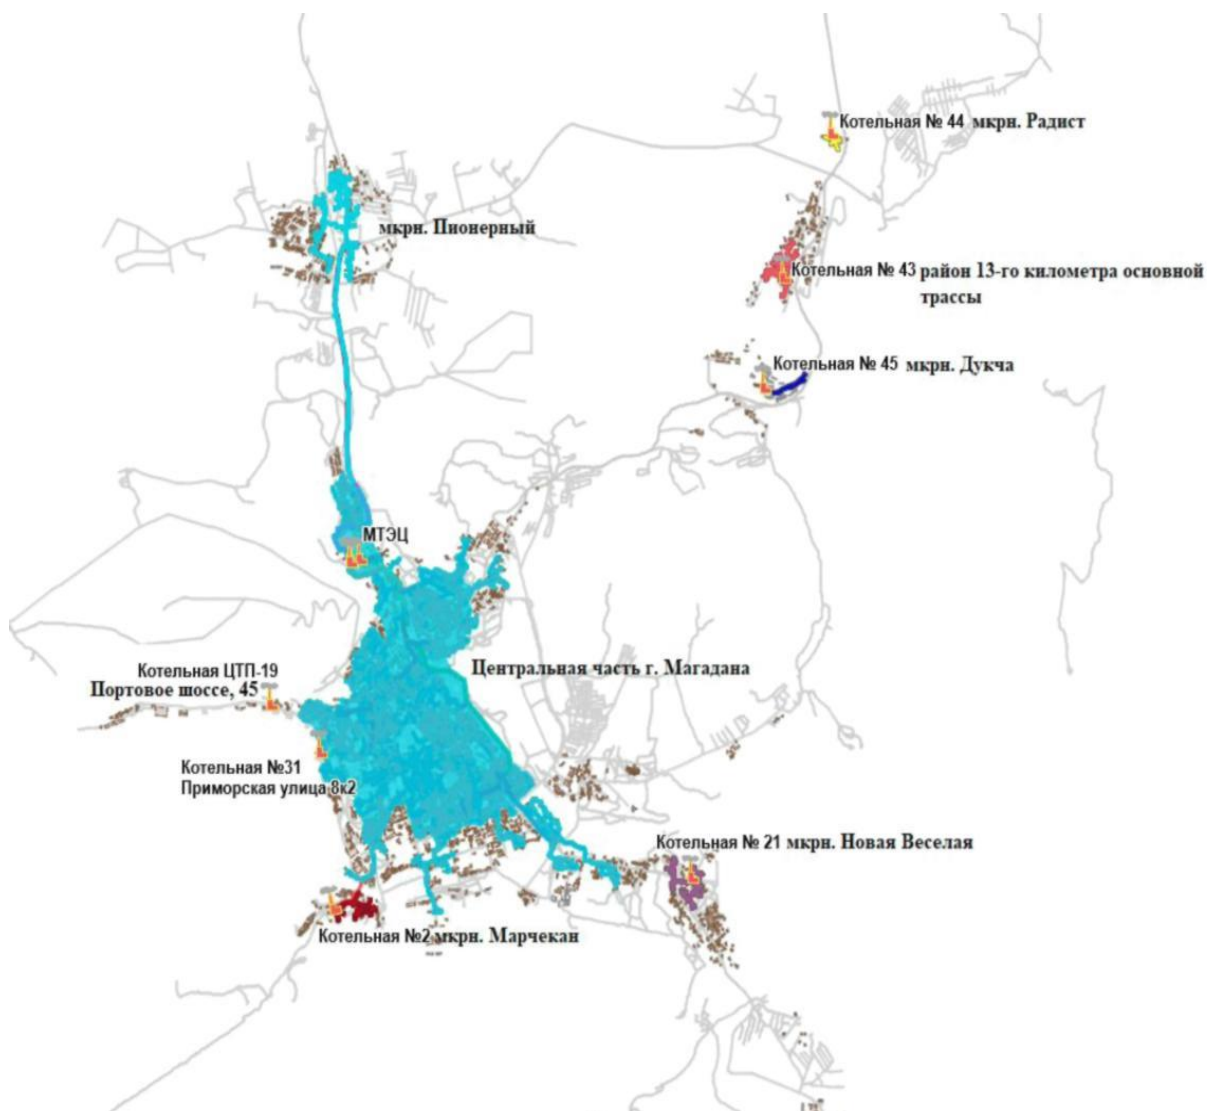 Котельная № 44 мкрн. Радист
мкрн. Пионерный
Котельная № 43 район 13-го километра основной
трассы
Котельная № 45 мкрн. Дукча
МТЭЦ
Котельная ЦТП-19
Портовое шоссе, 45
Центральная часть г. Магадана
Котельная №31
Приморская улица 8к2
Котельная № 21 мкрн. Новая Веселая
Котельная №2 мкрн. Марчекан